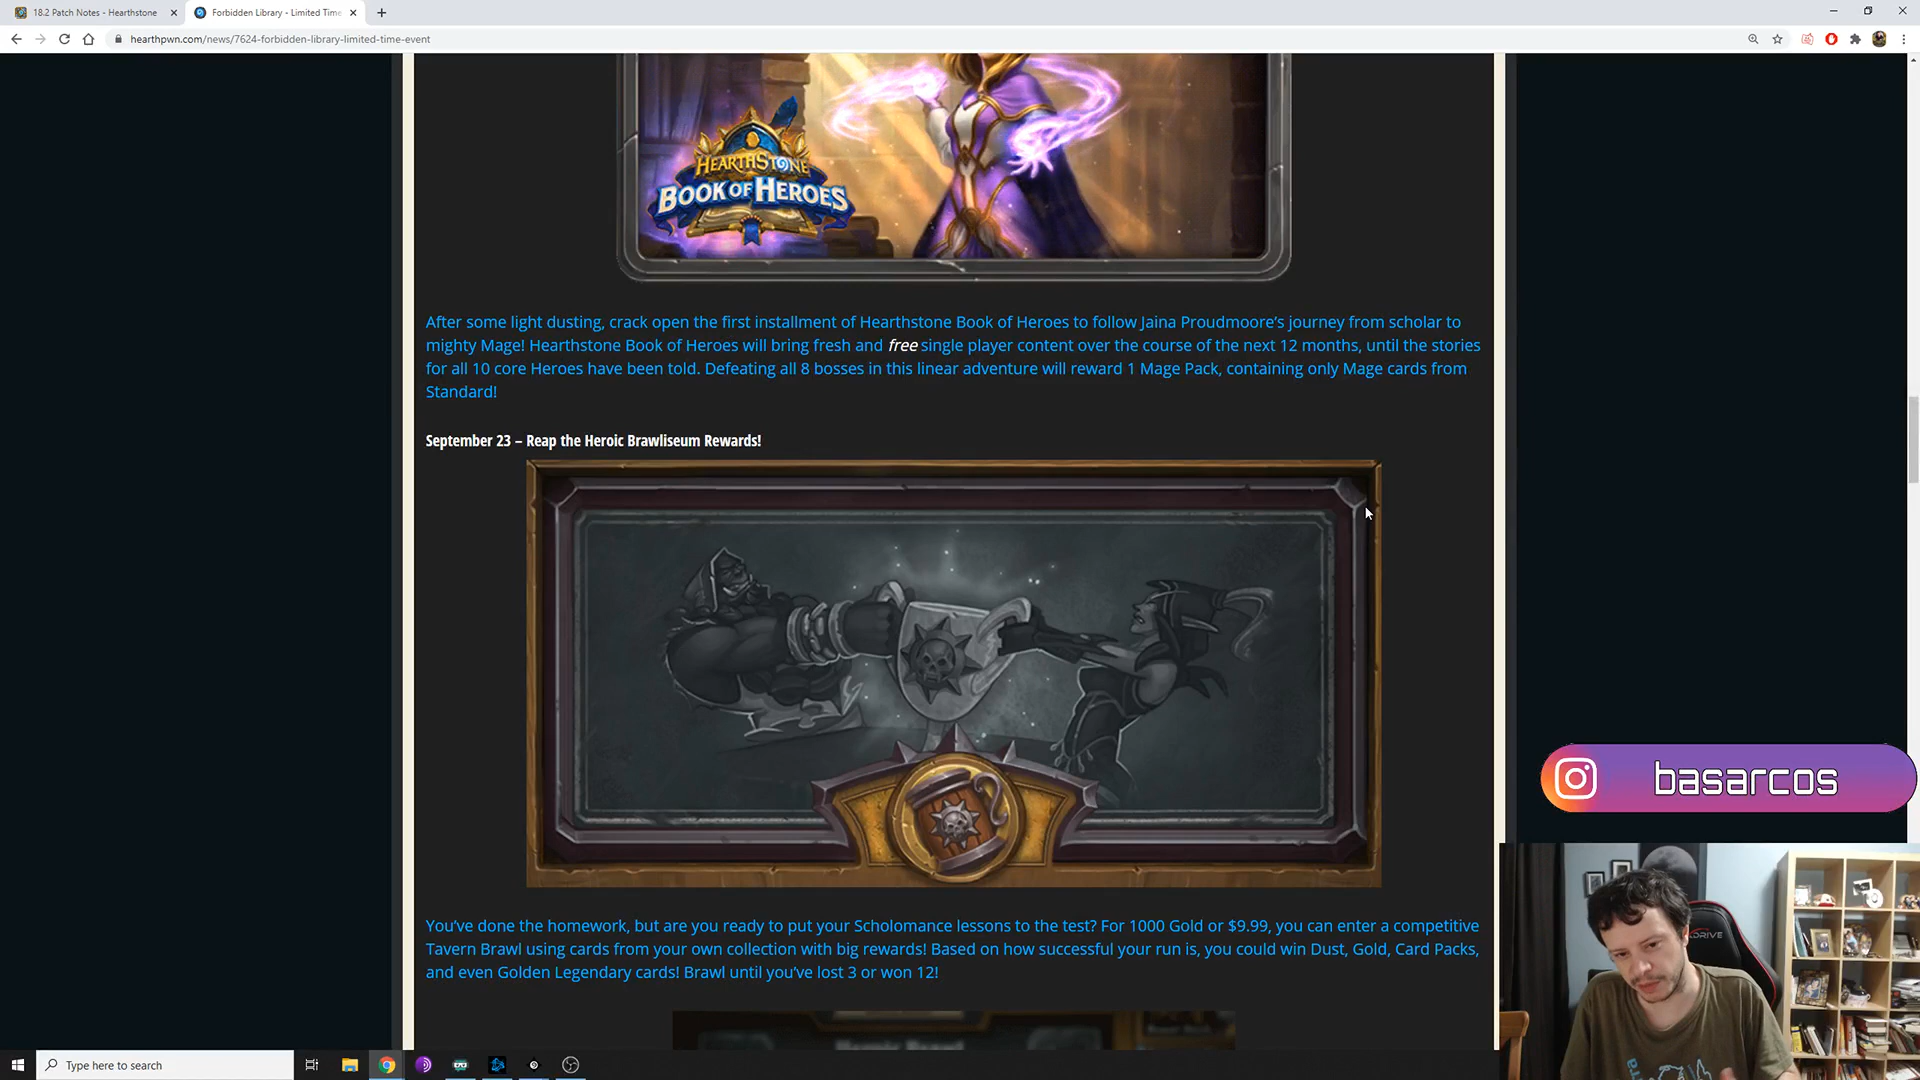 18.2 Patch Notes - Hearthstone
Forbidden Library - Limited Time
hearthpwn.com/news/7624-forbidden-library-limited-time-event
HEARTHSTONE
BOOK OF HEROES
After some light dusting, crack open the first installment of Hearthstone Book of Heroes to follow Jaina Proudmoore's journey from scholar to
mighty Mage! Hearthstone Book of Heroes will bring fresh and free single player content over the course of the next 12 months, until the stories
for all 10 core Heroes have been told. Defeating all 8 bosses in this linear adventure will reward 1 Mage Pack, containing only Mage cards from
Standard!
September 23 – Reap the Heroic Brawliseum Rewards!
You've done the homework, but are you ready to put your Scholomance lessons to the test? For 1000 Gold or $9.99, you can enter a competitive
Tavern Brawl using cards from your own collection with big rewards! Based on how successful your run is, you could win Dust, Gold, Card Packs,
and even Golden Legendary cards! Brawl until you've lost 3 or won 12!
basarcos
DXRIVE
Type here to search